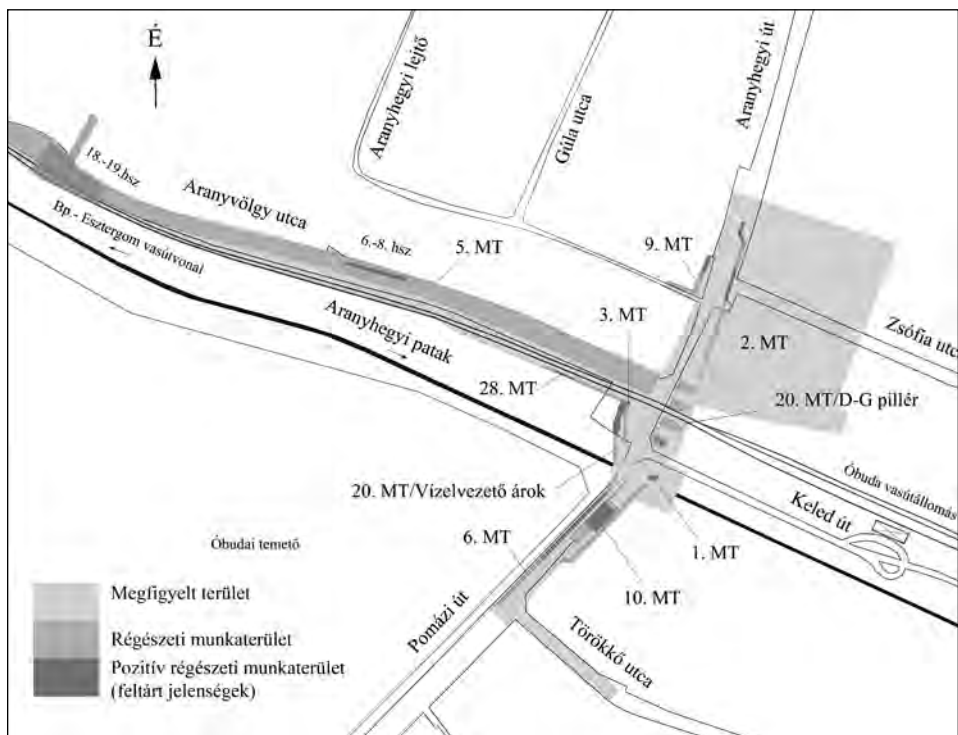 É
Aranyhegyi lejtő
Gúla utca
Aranyhegyi út
18.-19.hsz
Aranyvölgy utca
Bp.- Esztergom vasútvonal
6.-8. hsz
5. MT
9. MT
3. MT
2. MT
Zsófia utc
Aranyhegyi patak
28. MT
20. MT/D-G pillér
20. MT/Vízelvezető árok
Óbuda vasútállomás
Keled út
6. MT
1. MT
Óbudai temető
10. MT
Pomázi út
Törökkő utca
Megfigyelt terület
Régészeti munkaterület
Pozitív régészeti munkaterület
(feltárt jelenségek)